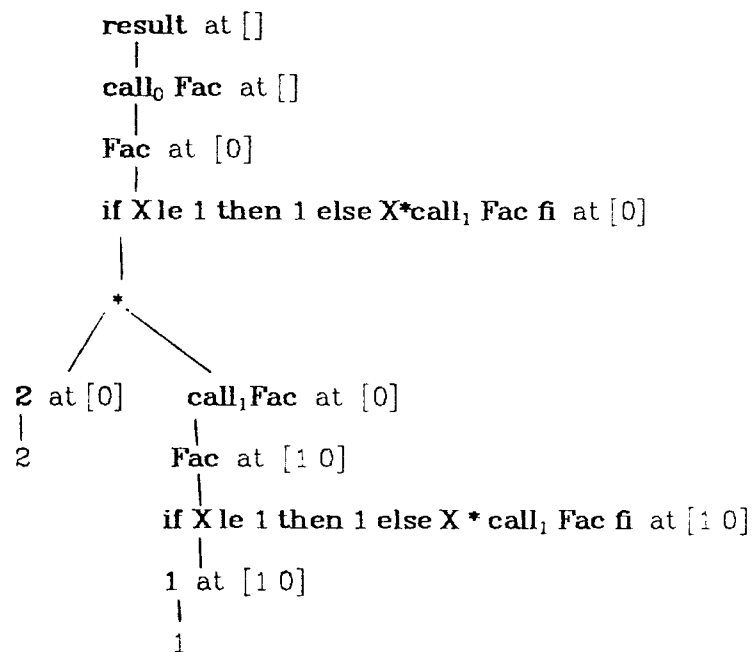 result at []
call₀ Fac at []
Fac at [0]
if X le 1 then 1 else X*call₁ Fac fi at [0]
*
2 at [0] call₁Fac at [0]
2 Fac at [1 0]
if X le 1 then 1 else X * call₁ Fac fi at [1 0]
1 at [1 0]
1